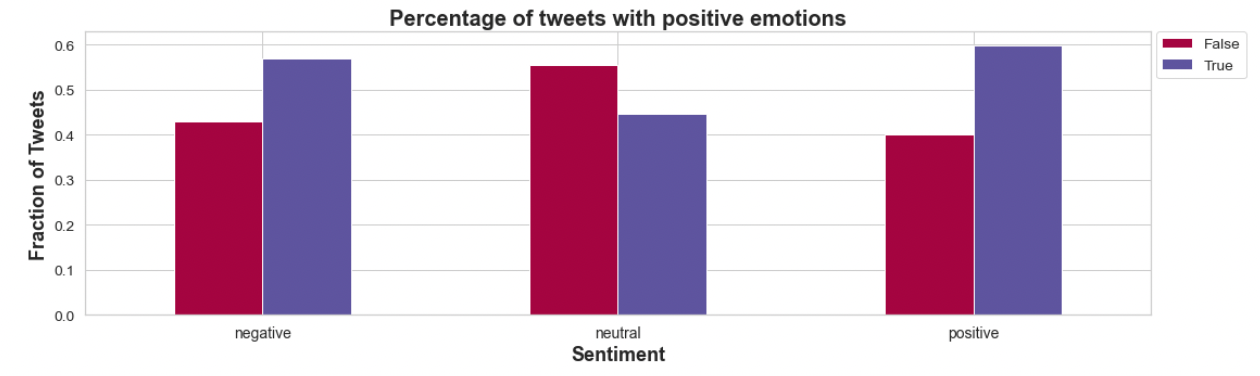 Percentage of tweets with positive emotions
False
True
Fraction of Tweets
0.6
0.5
0.4
0.3
0.2
0.1
0.0
negative neutral positive
Sentiment